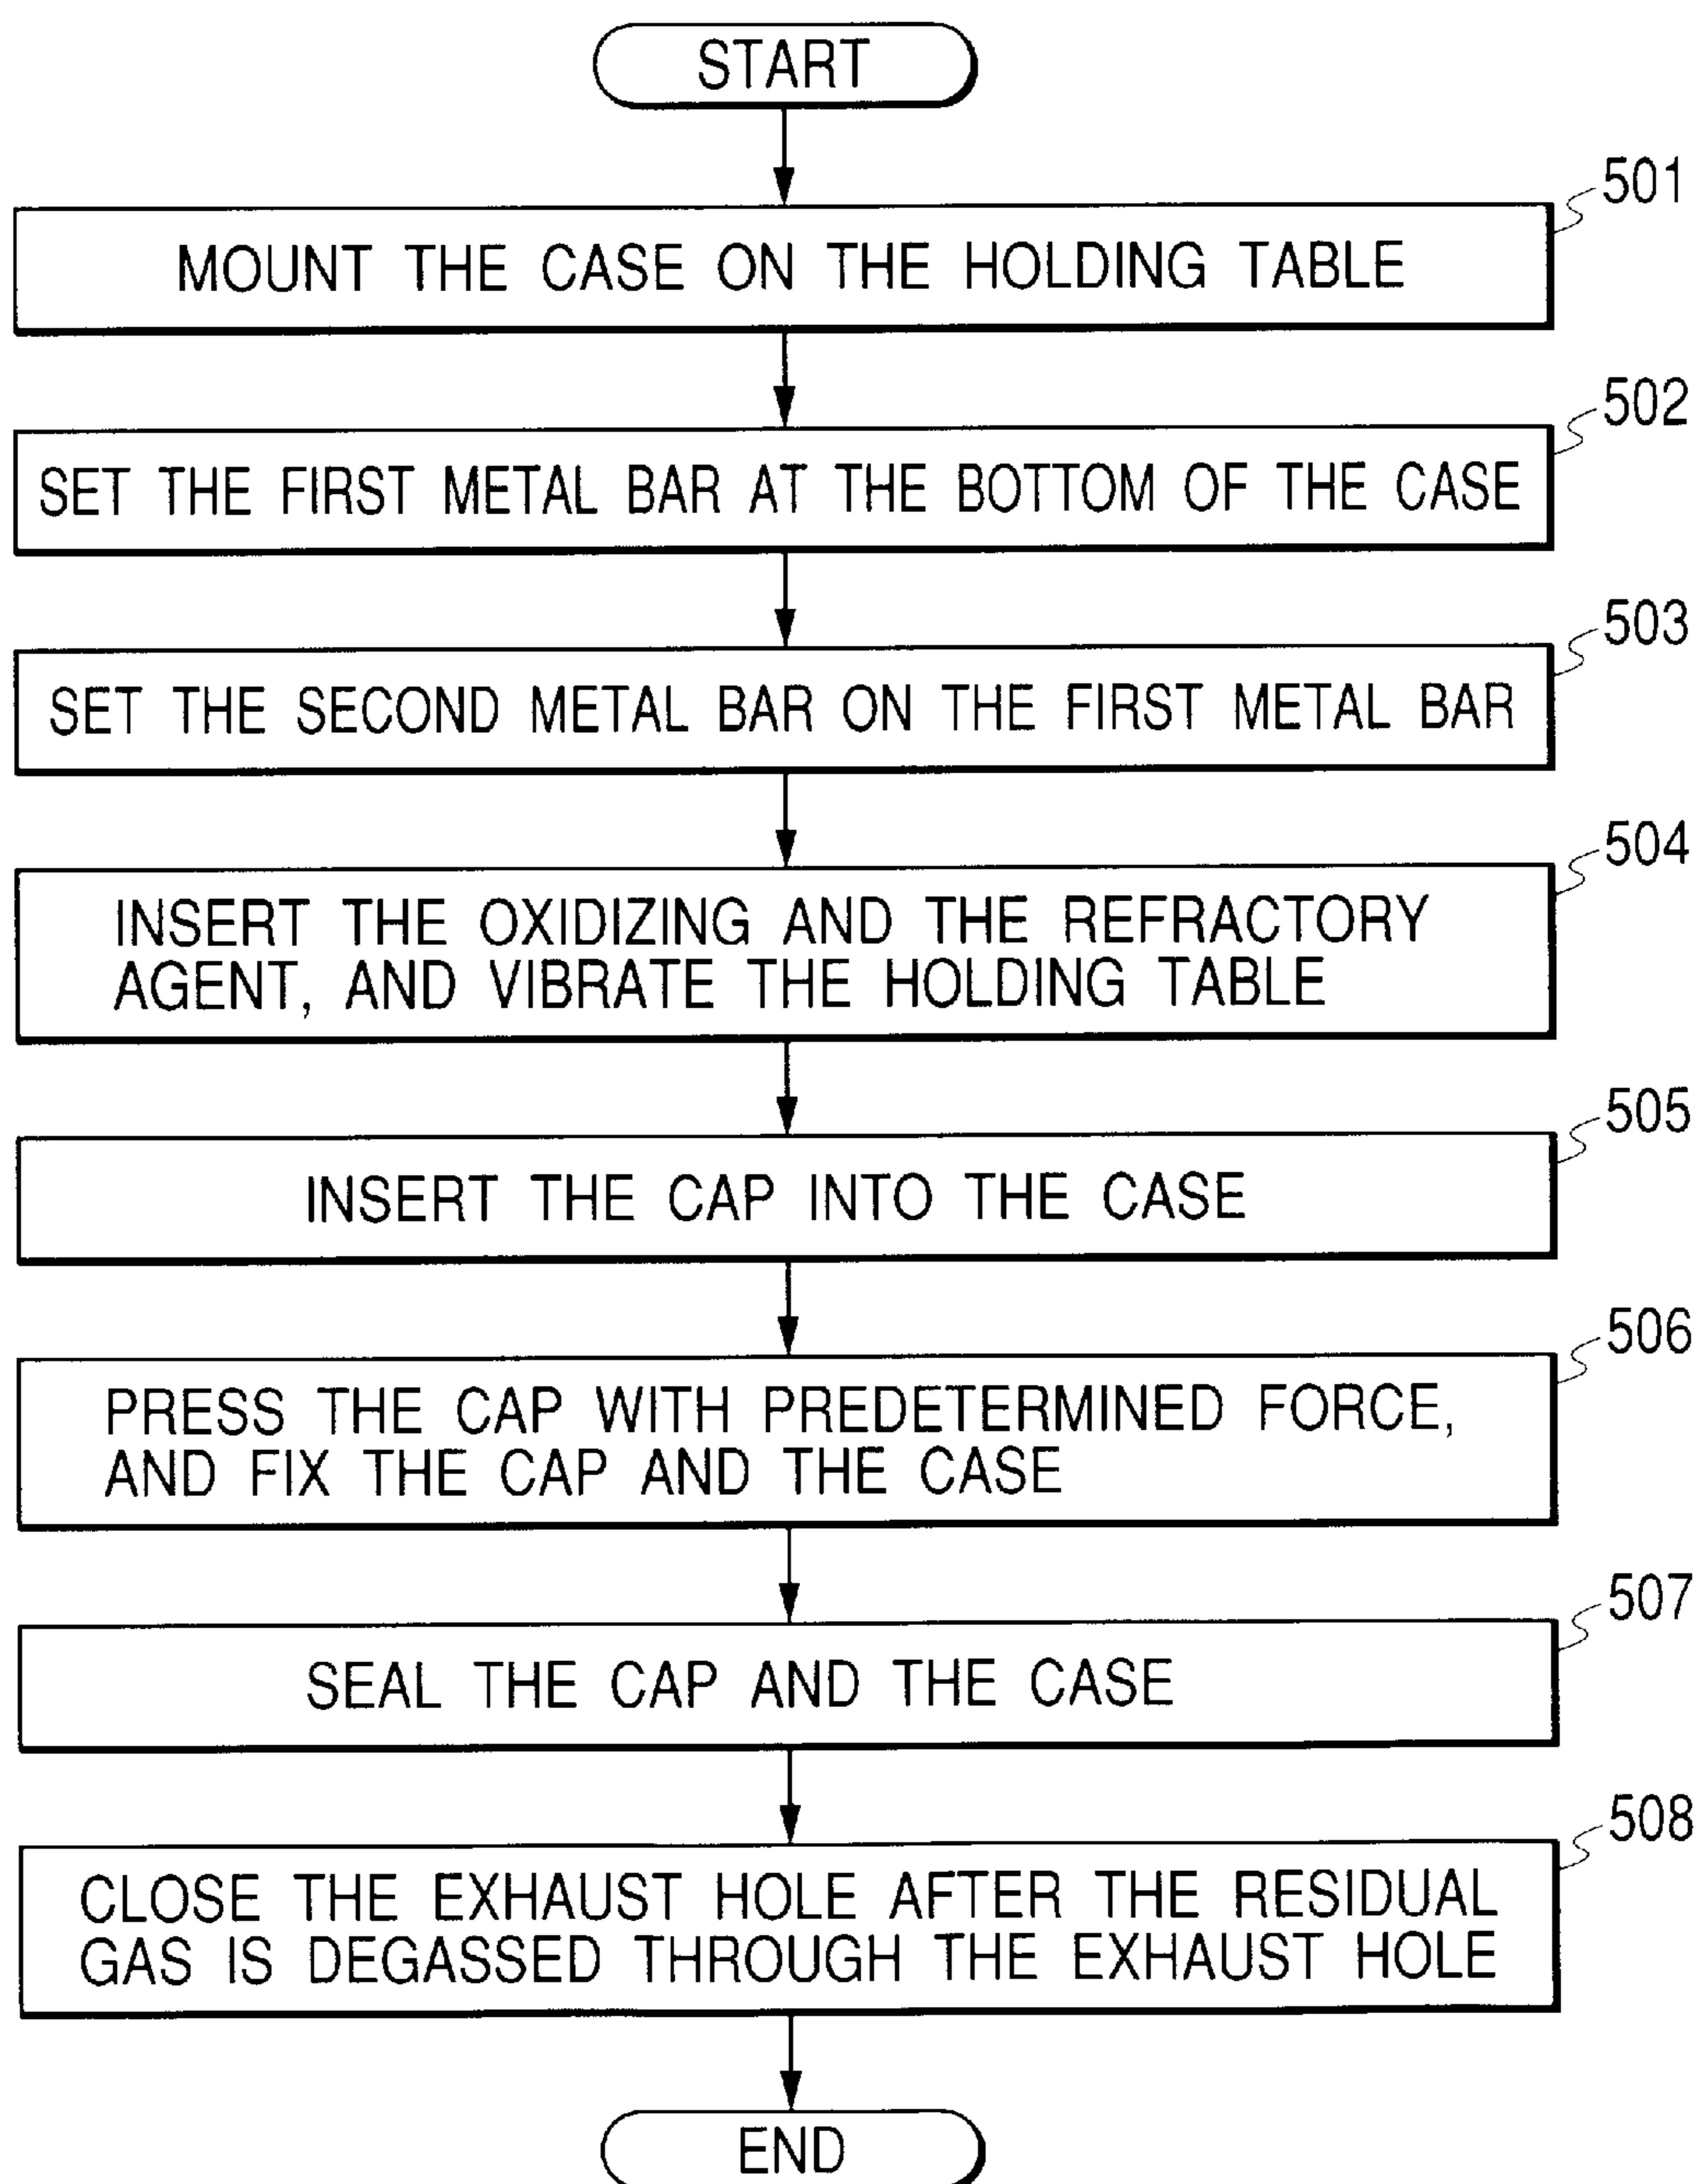 START
501
MOUNT THE CASE ON THE HOLDING TABLE
502
SET THE FIRST METAL BAR AT THE BOTTOM OF THE CASE
503
SET THE SECOND METAL BAR ON THE FIRST METAL BAR
504
INSERT THE OXIDIZING AND THE REFRACTORY
AGENT, AND VIBRATE THE HOLDING TABLE
505
INSERT THE CAP INTO THE CASE
506
PRESS THE CAP WITH PREDETERMINED FORCE,
AND FIX THE CAP AND THE CASE
507
SEAL THE CAP AND THE CASE
508
CLOSE THE EXHAUST HOLE AFTER THE RESIDUAL
GAS IS DEGASSED THROUGH THE EXHAUST HOLE
END